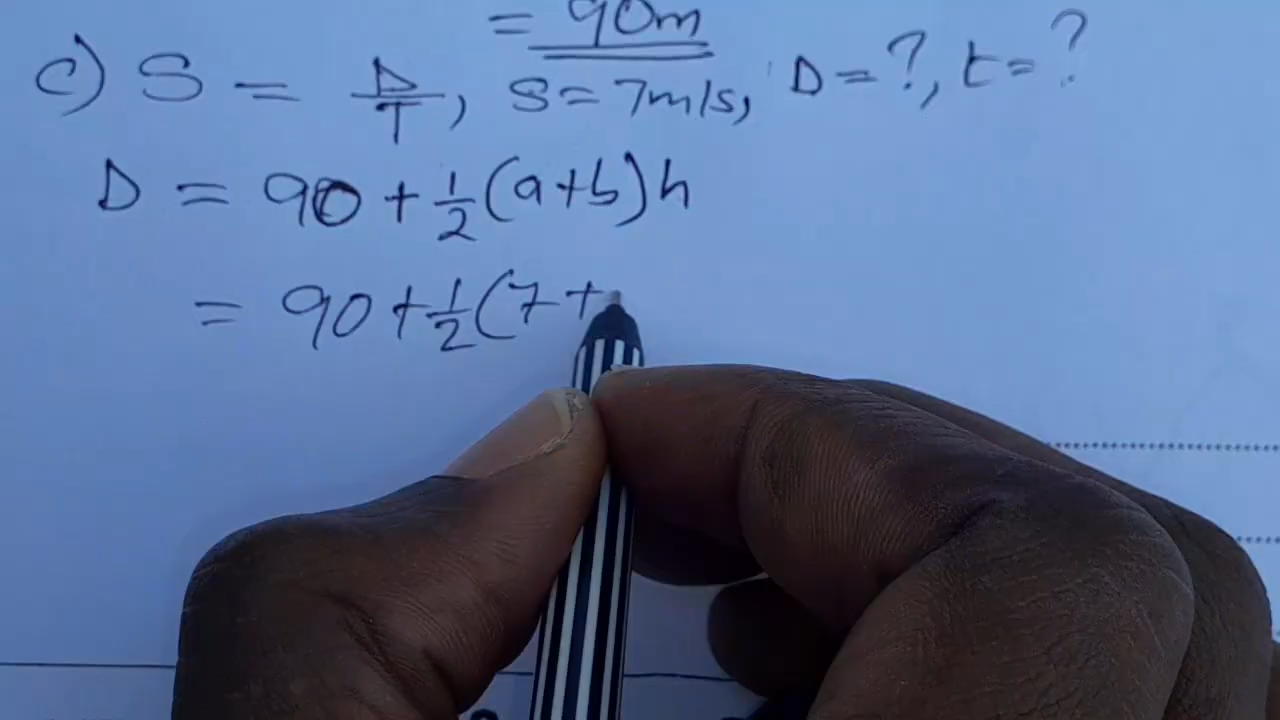 = 90m
c) S = D/T, S = 7m/s, D = ?, t = ?
D = 90 + 1/2 (a+b)h
= 90 + 1/2 (7 +